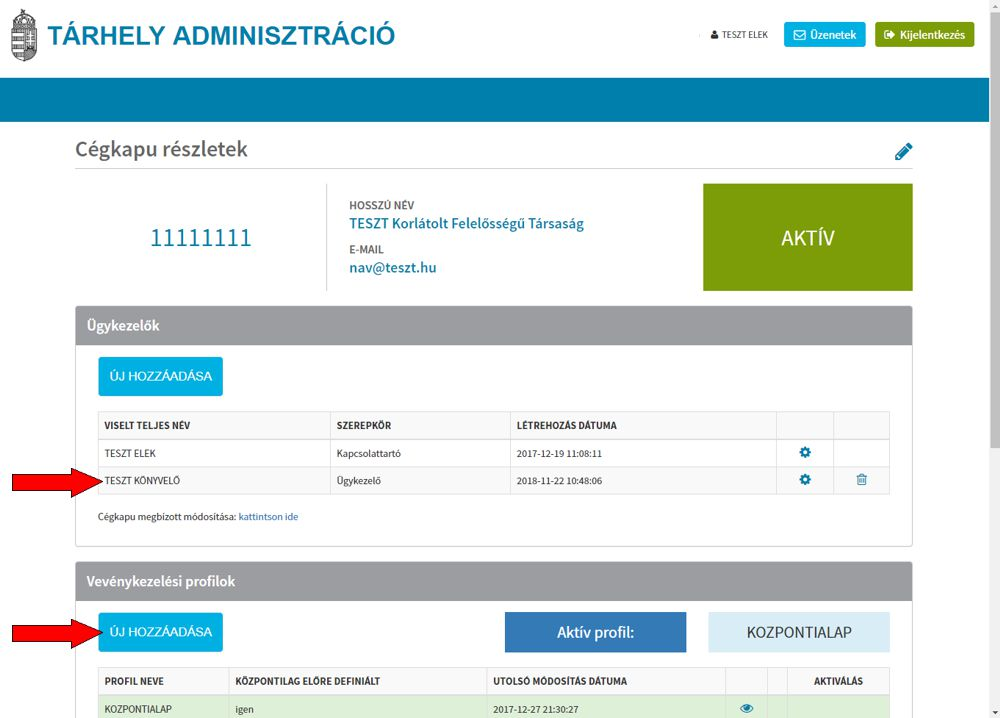 TÁRHELY ADMINISZTRÁCIÓ
TESZT ELEK
Üzenetek
Kijelentkezés
Cégkapu részletek
11111111
HOSSZÚ NÉV
TESZT Korlátolt Felelősségű Társaság
E-MAIL
nav@teszt.hu
AKTÍV
Ügykezelők
ÚJ HOZZÁADÁSA
VISELT TELJES NÉV SZEREPKÖR LÉTREHOZÁS DÁTUMA
TESZT ELEK Kapcsolattartó 2017-12-19 11:08:11
TESZT KÖNYVELŐ Ügykezelő 2018-11-22 10:48:06
Cégkapu megbízott módosítása: kattintson ide
Vevénykezelési profilok
ÚJ HOZZÁADÁSA Aktív profil: KOZPONTIALAP
PROFIL NEVE KÖZPONTILAG ELŐRE DEFINIÁLT UTOLSÓ MÓDOSÍTÁS DÁTUMA AKTIVÁLÁS
KOZPONTIALAP igen 2017-12-27 21:30:27